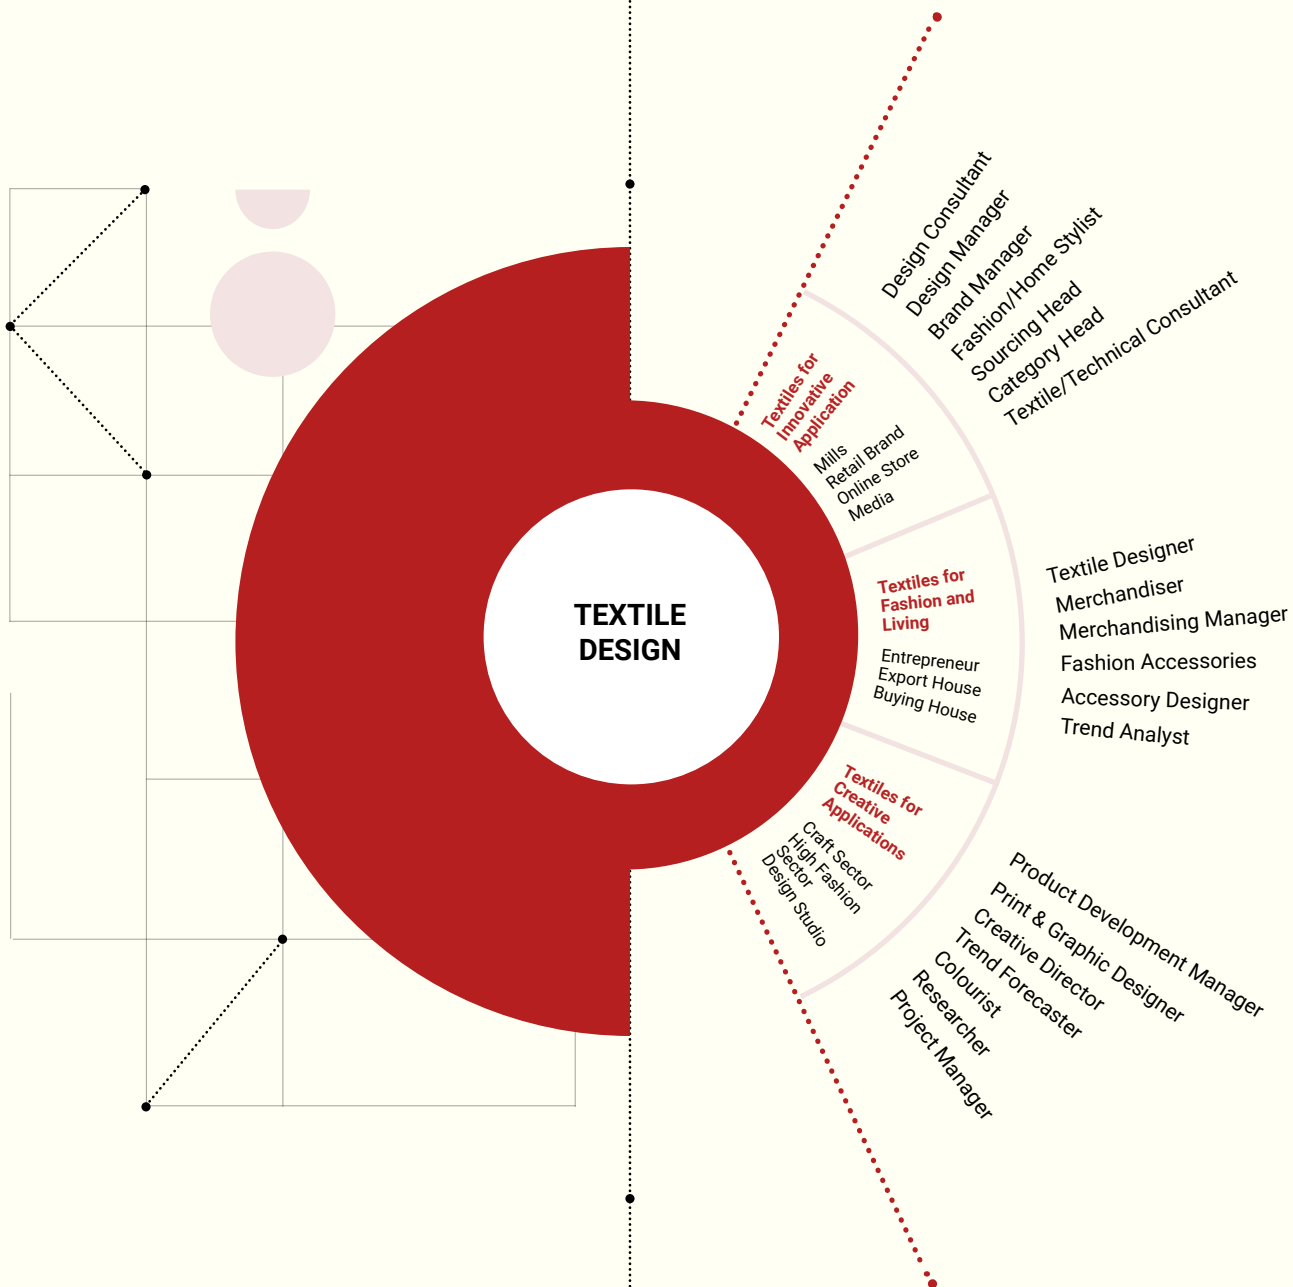 TEXTILE
DESIGN
Textiles for
Innovative
Application
Mills
Retail Brand
Online Store
Media
Design Consultant
Design Manager
Brand Manager
Fashion/Home Stylist
Sourcing Head
Category Head
Textile/Technical Consultant
Textiles for
Fashion and
Living
Entrepreneur
Export House
Buying House
Textile Designer
Merchandiser
Merchandising Manager
Fashion Accessories
Accessory Designer
Trend Analyst
Textiles for
Creative
Applications
Craft Sector
High Fashion
Sector
Design Studio
Product Development Manager
Print & Graphic Designer
Creative Director
Trend Forecaster
Colourist
Researcher
Project Manager